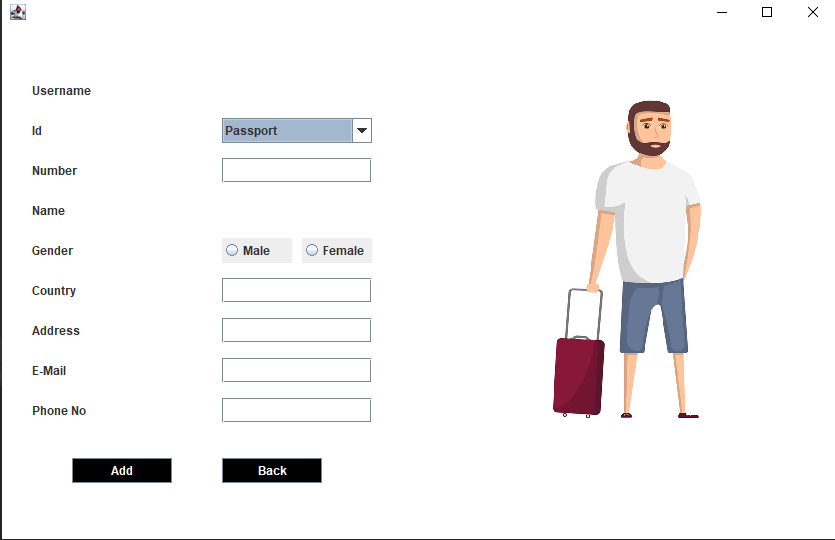 Username
Id Passport
Number
Name
Gender Male Female
Country
Address
E-Mail
Phone No
Add Back